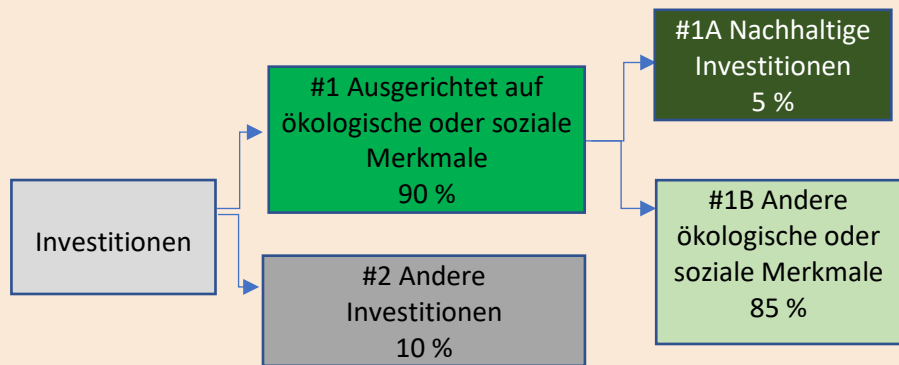 Investitionen
#1 Ausgerichtet auf
ökologische oder soziale
Merkmale
90 %
#2 Andere
Investitionen
10 %
#1A Nachhaltige
Investitionen
5 %
#1B Andere
ökologische oder
soziale Merkmale
85 %